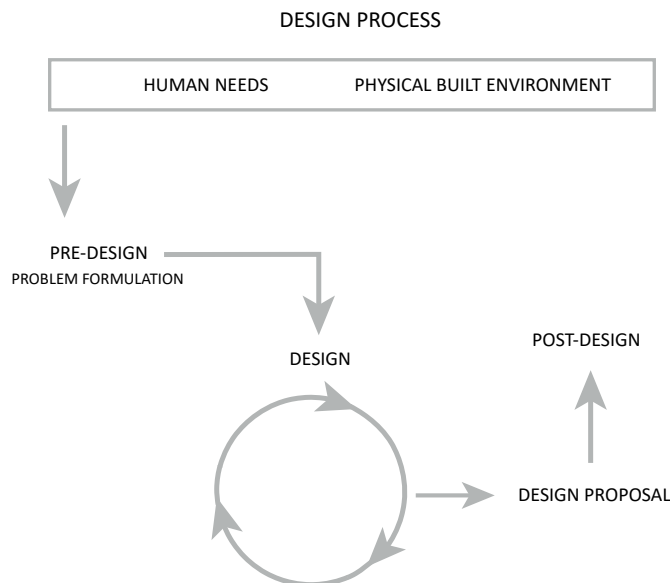 DESIGN PROCESS
HUMAN NEEDS
PHYSICAL BUILT ENVIRONMENT
PRE-DESIGN
PROBLEM FORMULATION
DESIGN
POST-DESIGN
DESIGN PROPOSAL